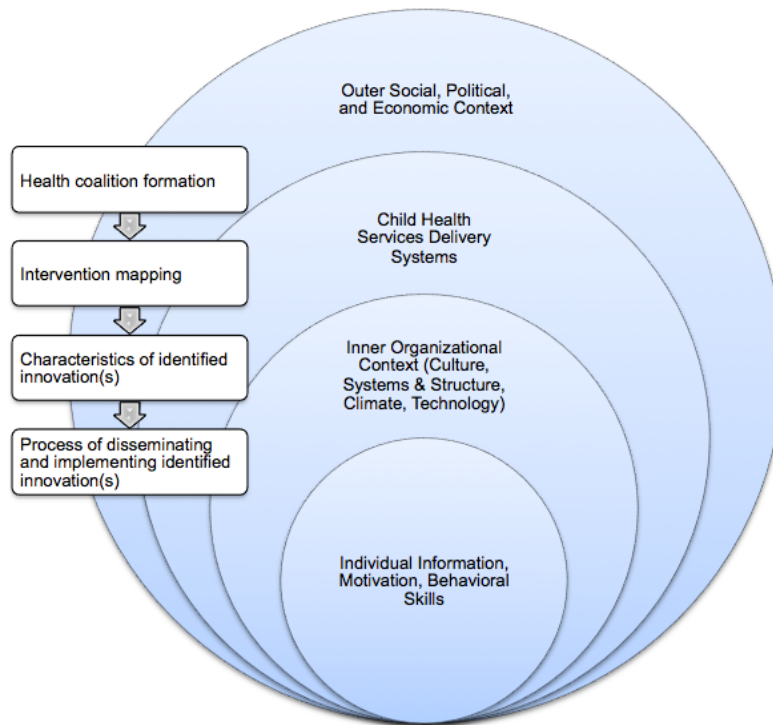 Outer Social, Political,
and Economic Context
Health coalition formation
Child Health
Services Delivery
Systems
Intervention mapping
Inner Organizational
Context (Culture,
Systems & Structure,
Climate, Technology)
Characteristics of identified
innovation(s)
Process of disseminating
and implementing identified
innovation(s)
Individual Information,
Motivation, Behavioral
Skills